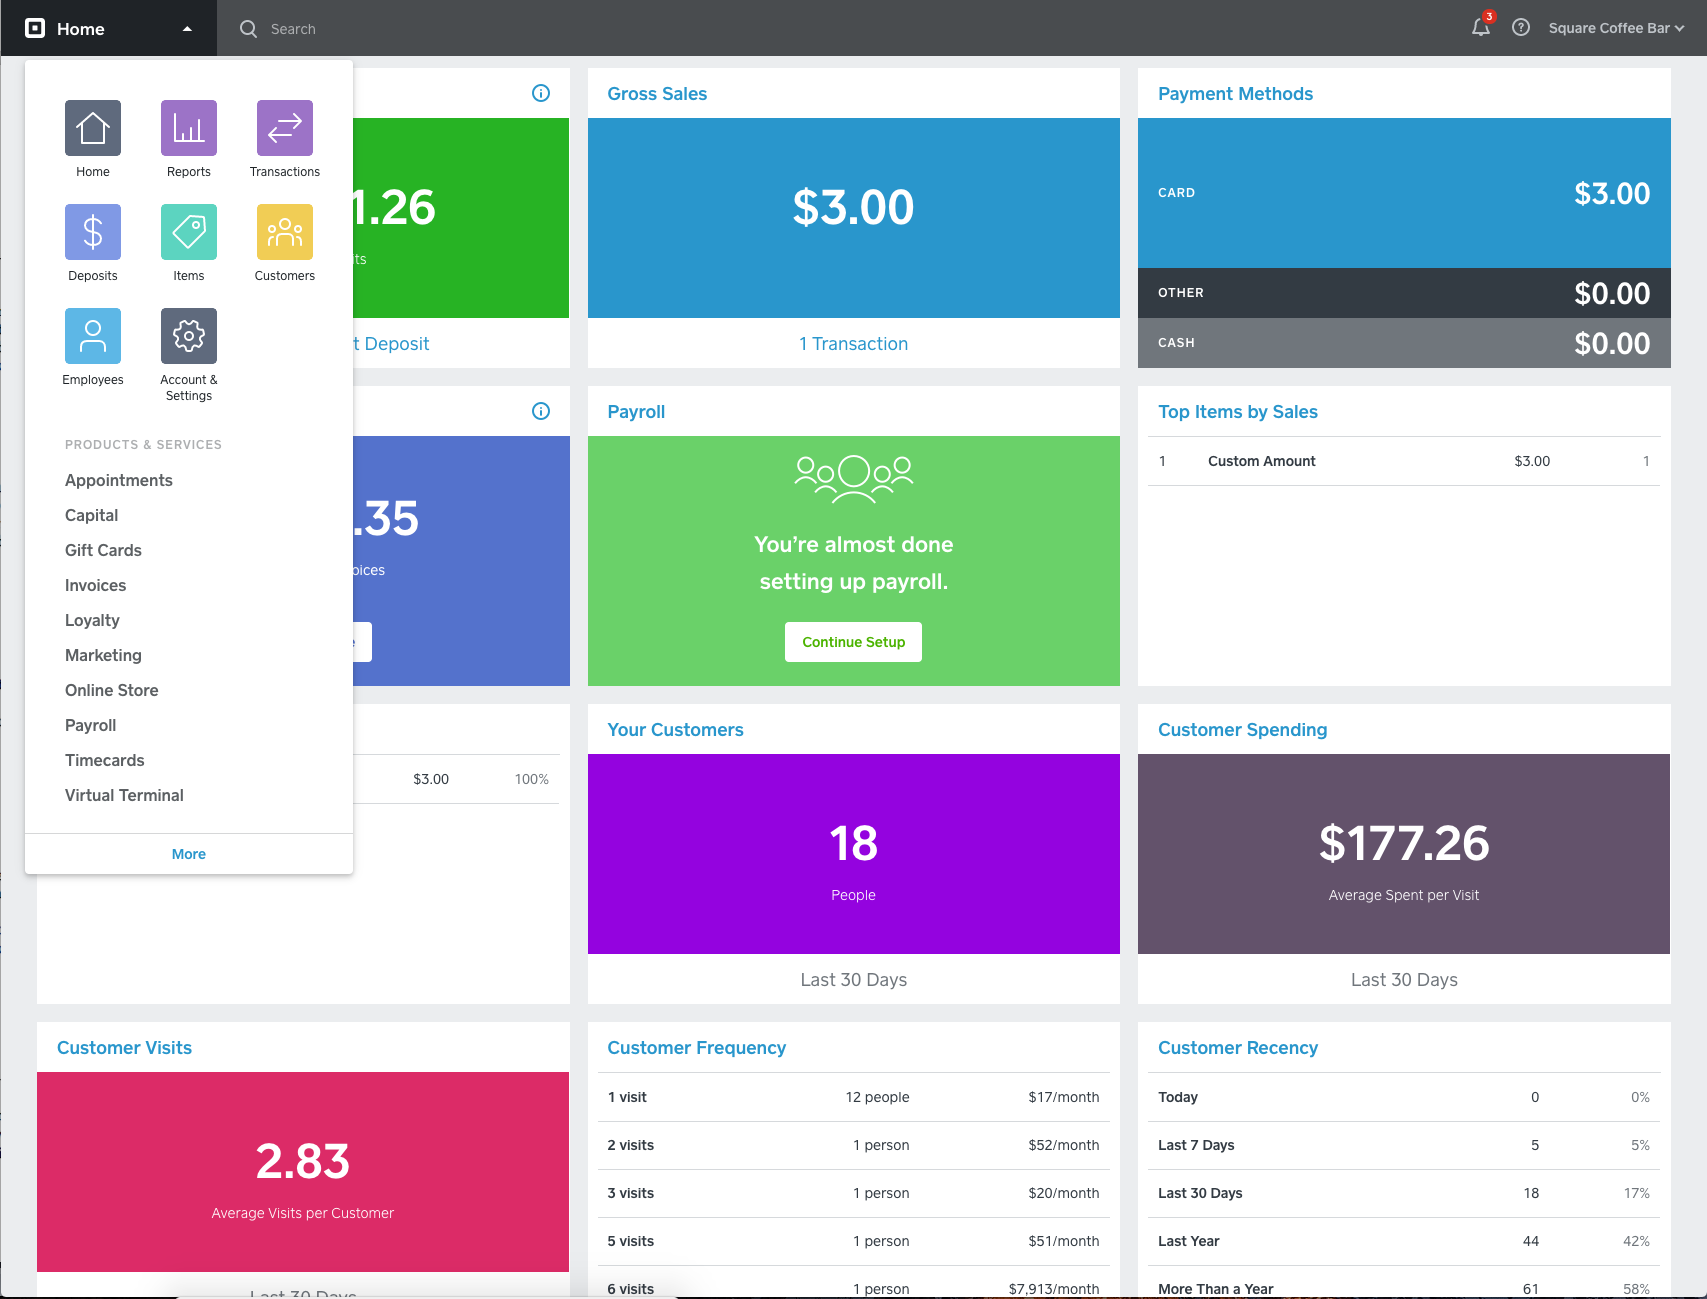 Home
Search
3
Square Coffee Bar
Home
Reports
Transactions
Deposits
Items
Customers
Employees
Account &
Settings
PRODUCTS & SERVICES
Appointments
Capital
Gift Cards
Invoices
Loyalty
Marketing
Online Store
Payroll
Timecards
Virtual Terminal
More
1.26
Deposit
Gross Sales
$3.00
1 Transaction
Payment Methods
CARD $3.00
OTHER $0.00
CASH $0.00
.35
Payroll
You’re almost done
setting up payroll.
Continue Setup
Top Items by Sales
1 Custom Amount $3.00 1
$3.00 100%
Your Customers
18
People
Last 30 Days
Customer Spending
$177.26
Average Spent per Visit
Last 30 Days
Customer Visits
2.83
Average Visits per Customer
Last 30 Days
Customer Frequency
1 visit 12 people $17/month
2 visits 1 person $52/month
3 visits 1 person $20/month
5 visits 1 person $51/month
6 visits 1 person $7,913/month
Customer Recency
Today 0 0%
Last 7 Days 5 5%
Last 30 Days 18 17%
Last Year 44 42%
More Than a Year 61 58%